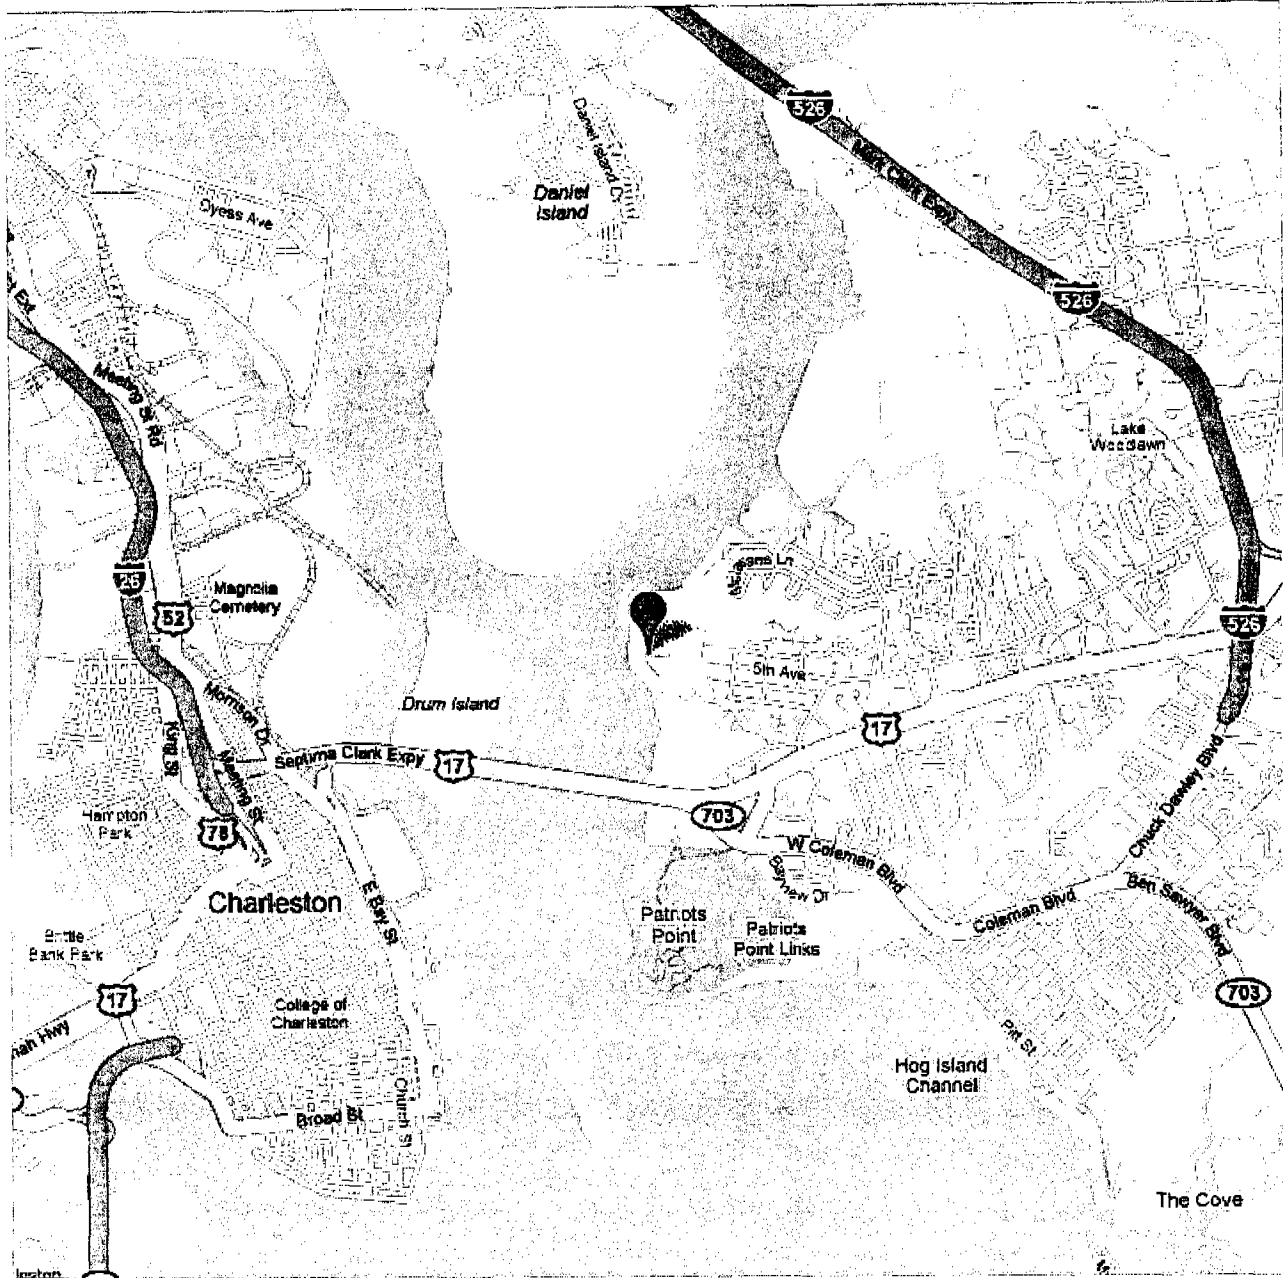 526
Mark Clark Expy
Daniel Island Dr
Daniel
Island
Dyess Ave
526
Meeting St Rd
Lake
Woodlawn
26
52
Magnolia
Cemetery
526
5th Ave
Morrison Dr
Drum Island
17
King St
Meeting St
Septima Clark Expy
17
703
Chuck Dawley Blvd
Hampton
Park
78
W Coleman Blvd
Bayview Dr
Charleston
E Bay St
Patriots
Point
Patriots
Point Links
Coleman Blvd
Ben Sawyer Blvd
Brittle
Bank Park
17
703
College of
Charleston
Pitt St
Hog Island
Channel
Church St
Broad St
The Cove